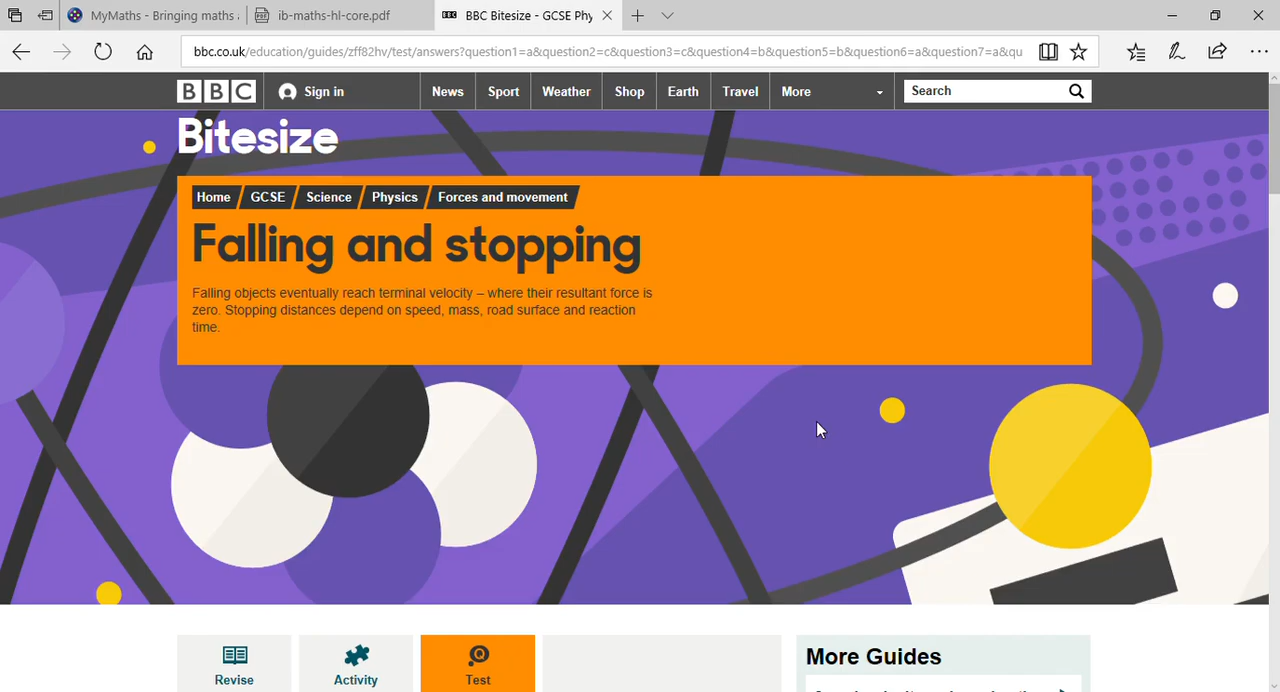 MyMaths - Bringing maths
ib-maths-hl-core.pdf
BBC Bitesize - GCSE Phy
bbc.co.uk/education/guides/zff82hv/test/answers?question1=a&question2=c&question3=c&question4=b&question5=b&question6=a&question7=a&qu
BBC
Sign in
News
Sport
Weather
Shop
Earth
Travel
More
Search
Bitesize
Home
GCSE
Science
Physics
Forces and movement
Falling and stopping
Falling objects eventually reach terminal velocity – where their resultant force is
zero. Stopping distances depend on speed, mass, road surface and reaction
time.
Revise
Activity
Test
More Guides